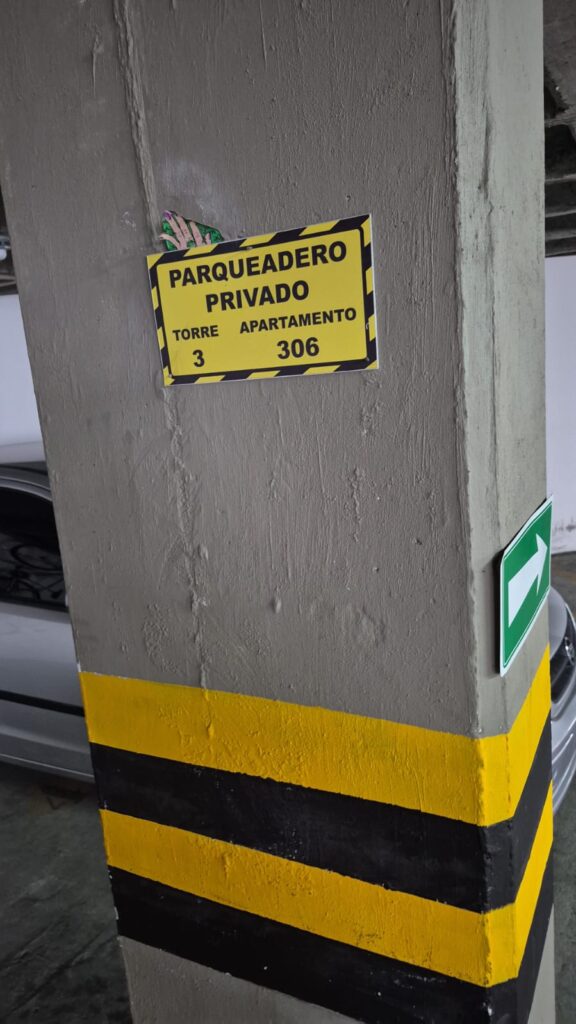 PARQUEADERO
PRIVADO
TORRE APARTAMENTO
3 306